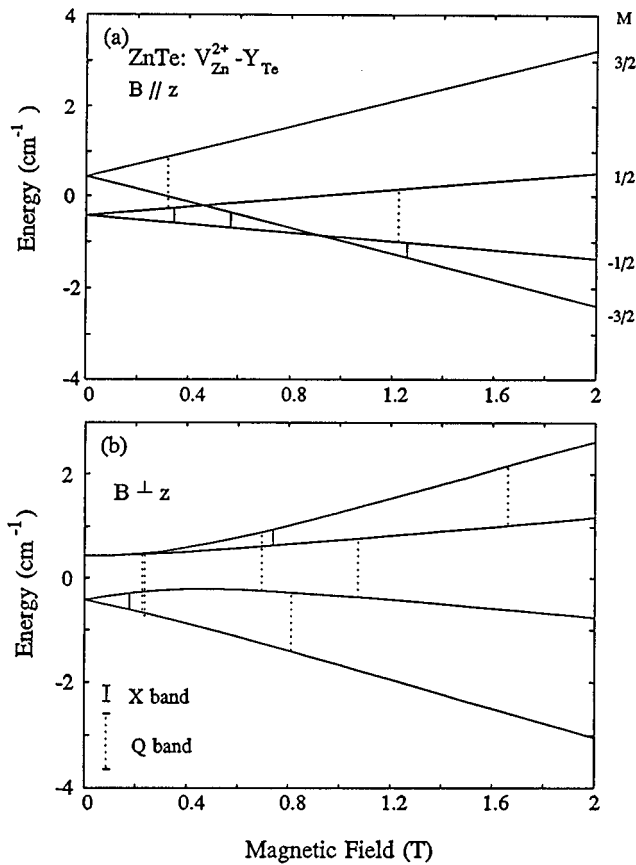 (a)
ZnTe: V²⁺Zn -YTe
B // z
M
3/2
1/2
-1/2
-3/2
4
2
0
-2
-4
Energy (cm⁻¹)
0 0.4 0.8 1.2 1.6 2
(b)
B ⊥ z
2
0
-2
-4
Energy (cm⁻¹)
X band
Q band
0 0.4 0.8 1.2 1.6 2
Magnetic Field (T)